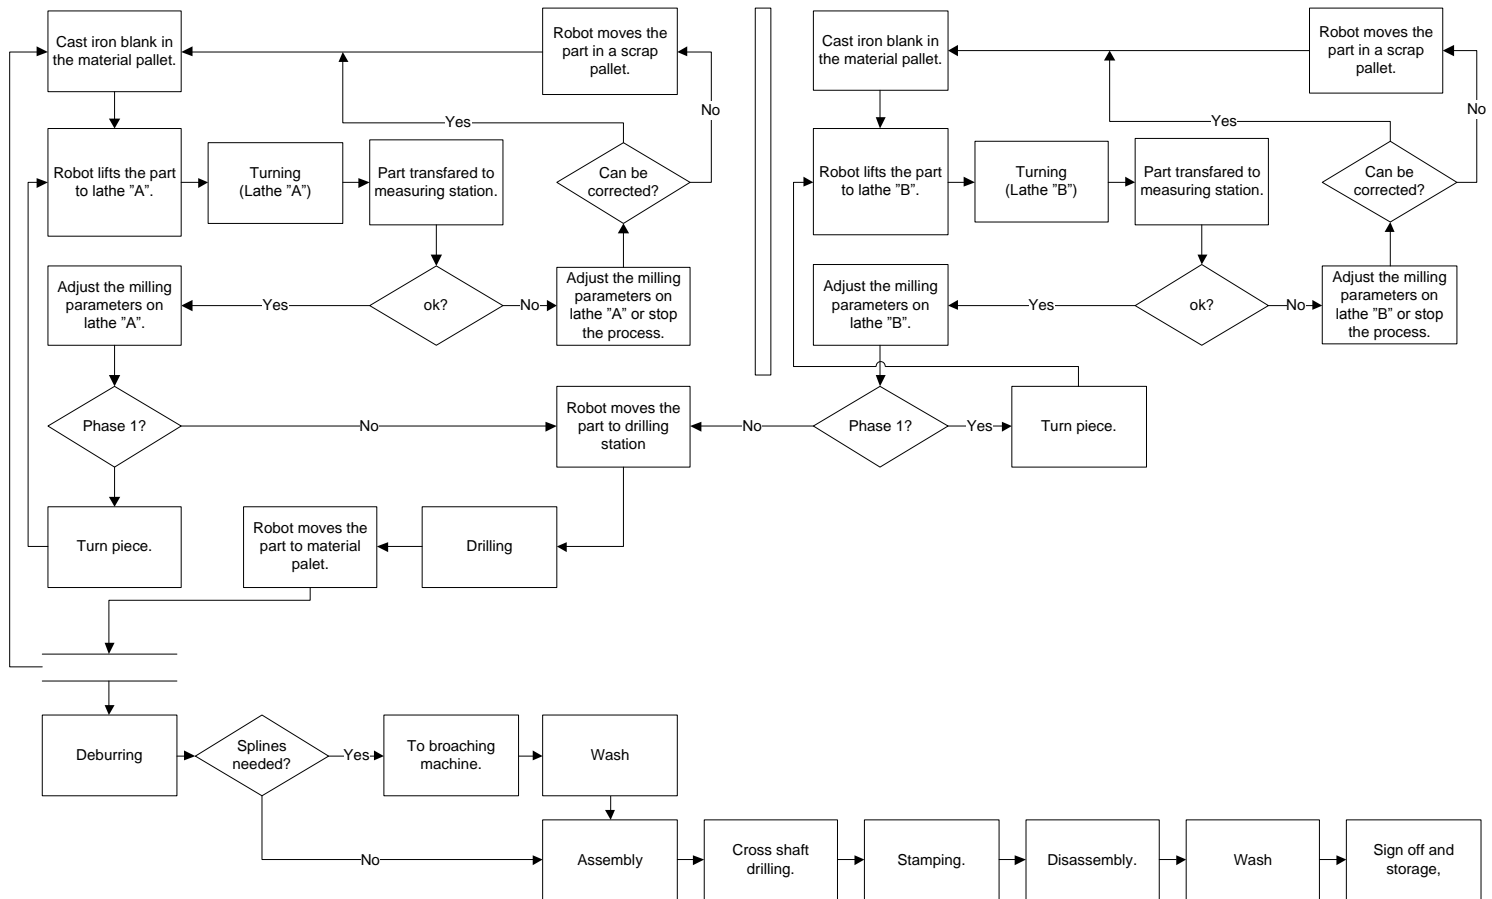 Cast iron blank in
the material pallet.
Robot moves the
part in a scrap
pallet.
No
Yes
Robot lifts the part
to lathe ”A”.
Turning
(Lathe ”A”)
Part transfared to
measuring station.
Can be
corrected?
Adjust the milling
parameters on
lathe ”A”.
Yes
ok?
No
Adjust the milling
parameters on
lathe ”A” or stop
the process.
Phase 1?
No
Robot moves the
part to drilling
station
Turn piece.
Robot moves the
part to material
palet.
Drilling
Cast iron blank in
the material pallet.
Robot moves the
part in a scrap
pallet.
No
Yes
Robot lifts the part
to lathe ”B”.
Turning
(Lathe ”B”)
Part transfared to
measuring station.
Can be
corrected?
Adjust the milling
parameters on
lathe ”B”.
Yes
ok?
No
Adjust the milling
parameters on
lathe ”B” or stop
the process.
No
Phase 1?
Yes
Turn piece.
Deburring
Splines
needed?
Yes
To broaching
machine.
Wash
No
Assembly
Cross shaft
drilling.
Stamping.
Disassembly.
Wash
Sign off and
storage,